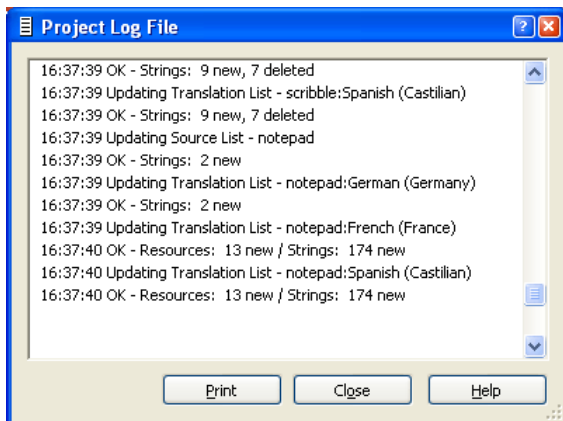 Project Log File
16:37:39 OK - Strings:  9 new, 7 deleted
16:37:39 Updating Translation List - scribble:Spanish (Castilian)
16:37:39 OK - Strings:  9 new, 7 deleted
16:37:39 Updating Source List - notepad
16:37:39 OK - Strings:  2 new
16:37:39 Updating Translation List - notepad:German (Germany)
16:37:39 OK - Strings:  2 new
16:37:39 Updating Translation List - notepad:French (France)
16:37:40 OK - Resources:  13 new / Strings:  174 new
16:37:40 Updating Translation List - notepad:Spanish (Castilian)
16:37:40 OK - Resources:  13 new / Strings:  174 new
Print Close Help